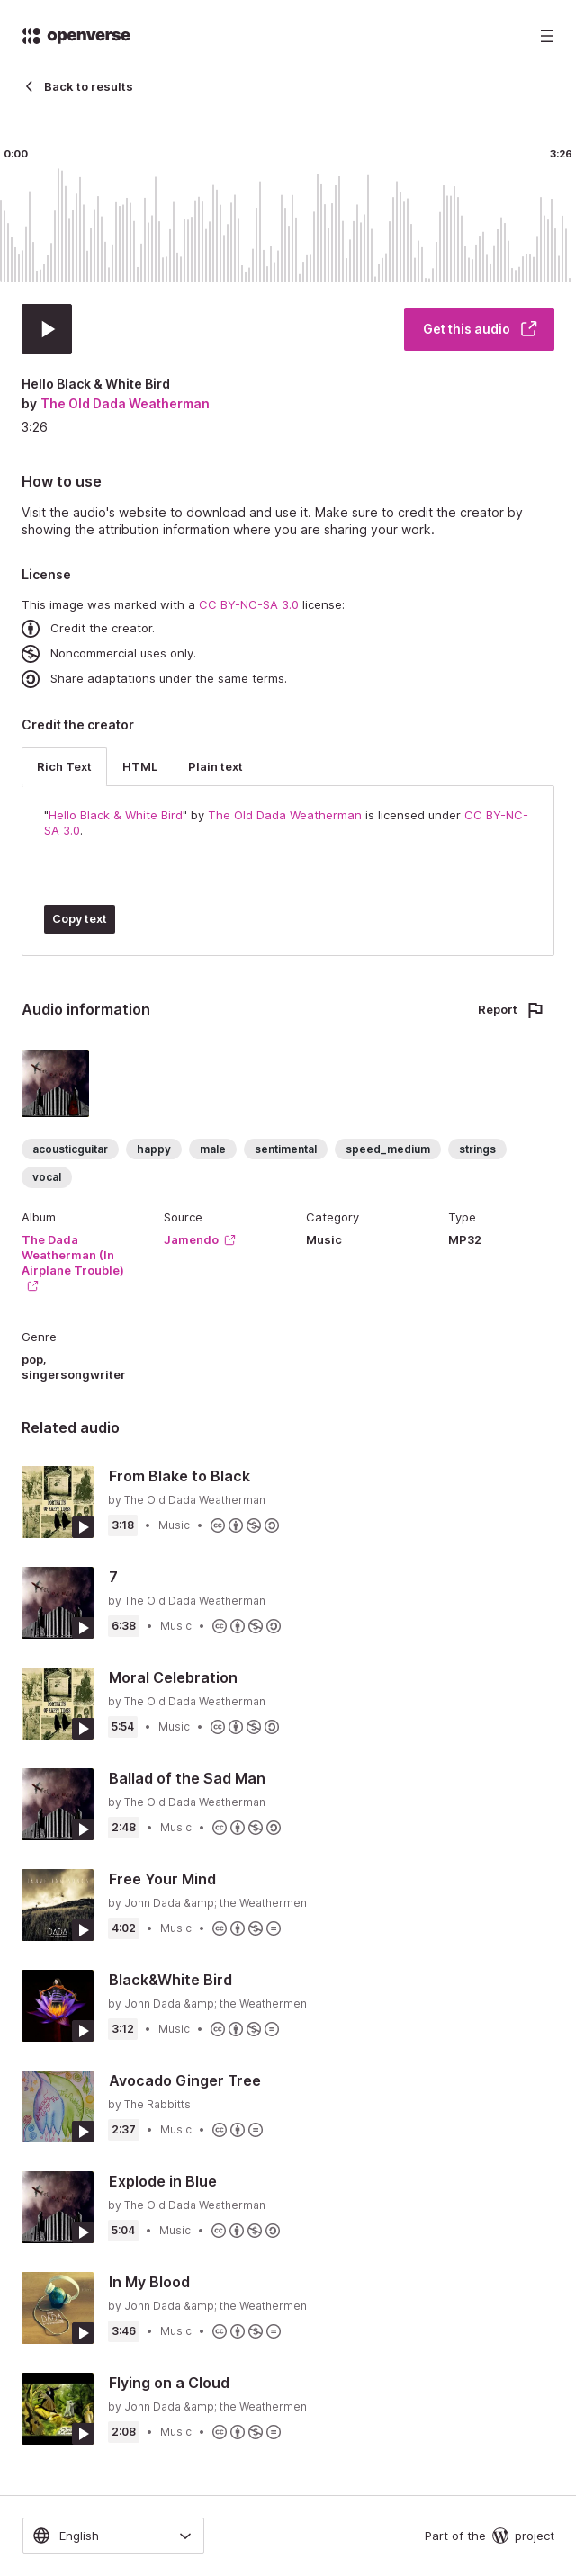 openverse
Back to results
0:00
3:26
Get this audio
Hello Black & White Bird
by The Old Dada Weatherman
3:26
How to use
Visit the audio's website to download and use it. Make sure to credit the creator by
showing the attribution information where you are sharing your work.
License
This image was marked with a CC BY-NC-SA 3.0 license:
Credit the creator.
Noncommercial uses only.
Share adaptations under the same terms.
Credit the creator
Rich Text HTML Plain text
"Hello Black & White Bird" by The Old Dada Weatherman is licensed under CC BY-NC-
SA 3.0.
Copy text
Audio information
Report
acousticguitar happy male sentimental speed_medium strings
vocal
Album
The Dada
Weatherman (In
Airplane Trouble)
Source
Jamendo
Category
Music
Type
MP32
Genre
pop,
singersongwriter
Related audio
From Blake to Black
by The Old Dada Weatherman
3:18 • Music •
7
by The Old Dada Weatherman
6:38 • Music •
Moral Celebration
by The Old Dada Weatherman
5:54 • Music •
Ballad of the Sad Man
by The Old Dada Weatherman
2:48 • Music •
Free Your Mind
by John Dada &amp; the Weathermen
4:02 • Music •
Black&White Bird
by John Dada &amp; the Weathermen
3:12 • Music •
Avocado Ginger Tree
by The Rabbitts
2:37 • Music •
Explode in Blue
by The Old Dada Weatherman
5:04 • Music •
In My Blood
by John Dada &amp; the Weathermen
3:46 • Music •
Flying on a Cloud
by John Dada &amp; the Weathermen
2:08 • Music •
English
Part of the project